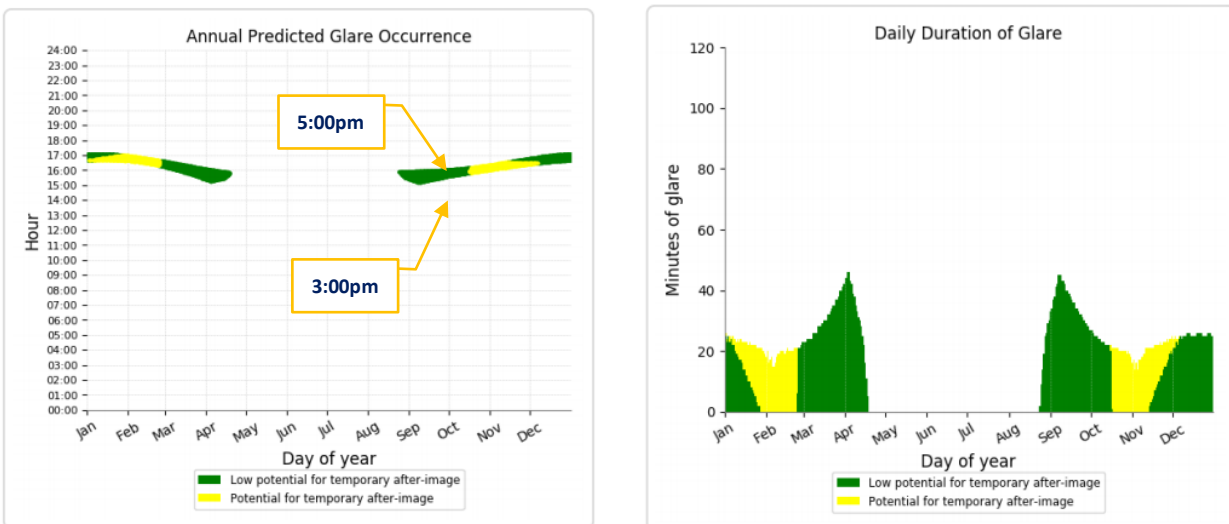 Annual Predicted Glare Occurrence
24:00
23:00
22:00
21:00
20:00
19:00
18:00
17:00
16:00
15:00
14:00
13:00
12:00
11:00
10:00
09:00
08:00
07:00
06:00
05:00
04:00
03:00
02:00
01:00
00:00
Hour
5:00pm
3:00pm
Jan Feb Mar Apr May Jun Jul Aug Sep Oct Nov Dec
Day of year
Low potential for temporary after-image
Potential for temporary after-image
Daily Duration of Glare
120
100
80
60
40
20
0
Minutes of glare
Jan Feb Mar Apr May Jun Jul Aug Sep Oct Nov Dec
Day of year
Low potential for temporary after-image
Potential for temporary after-image